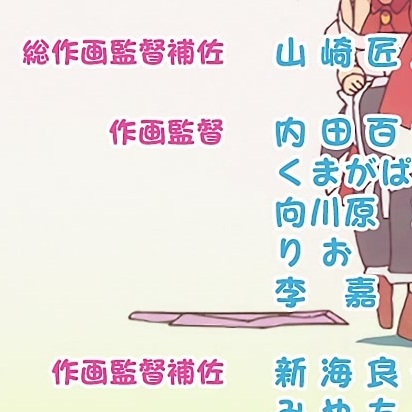 総作画監督補佐 山崎匠
作画監督 内田百
くまがぱ
向川原
りお
李 嘉
作画監督補佐 新海良